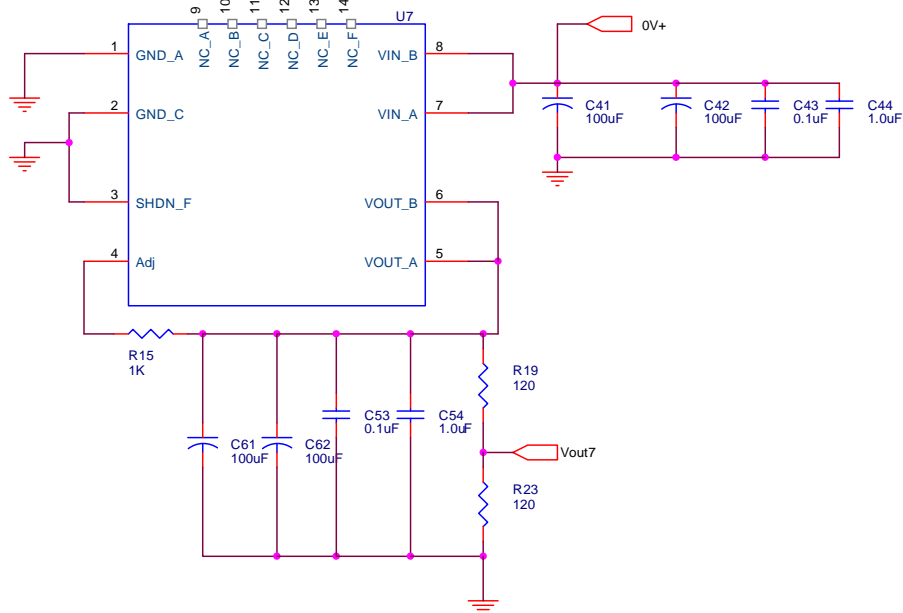 9
10
11
12
13
14
U7
NC_A
NC_B
NC_C
NC_D
NC_E
NC_F
0V+
1
GND_A
VIN_B
8
2
GND_C
VIN_A
7
C41
100uF
C42
100uF
C43
0.1uF
C44
1.0uF
3
SHDN_F
VOUT_B
6
4
Adj
VOUT_A
5
R15
1K
R19
120
C61
100uF
C62
100uF
C53
0.1uF
C54
1.0uF
Vout7
R23
120